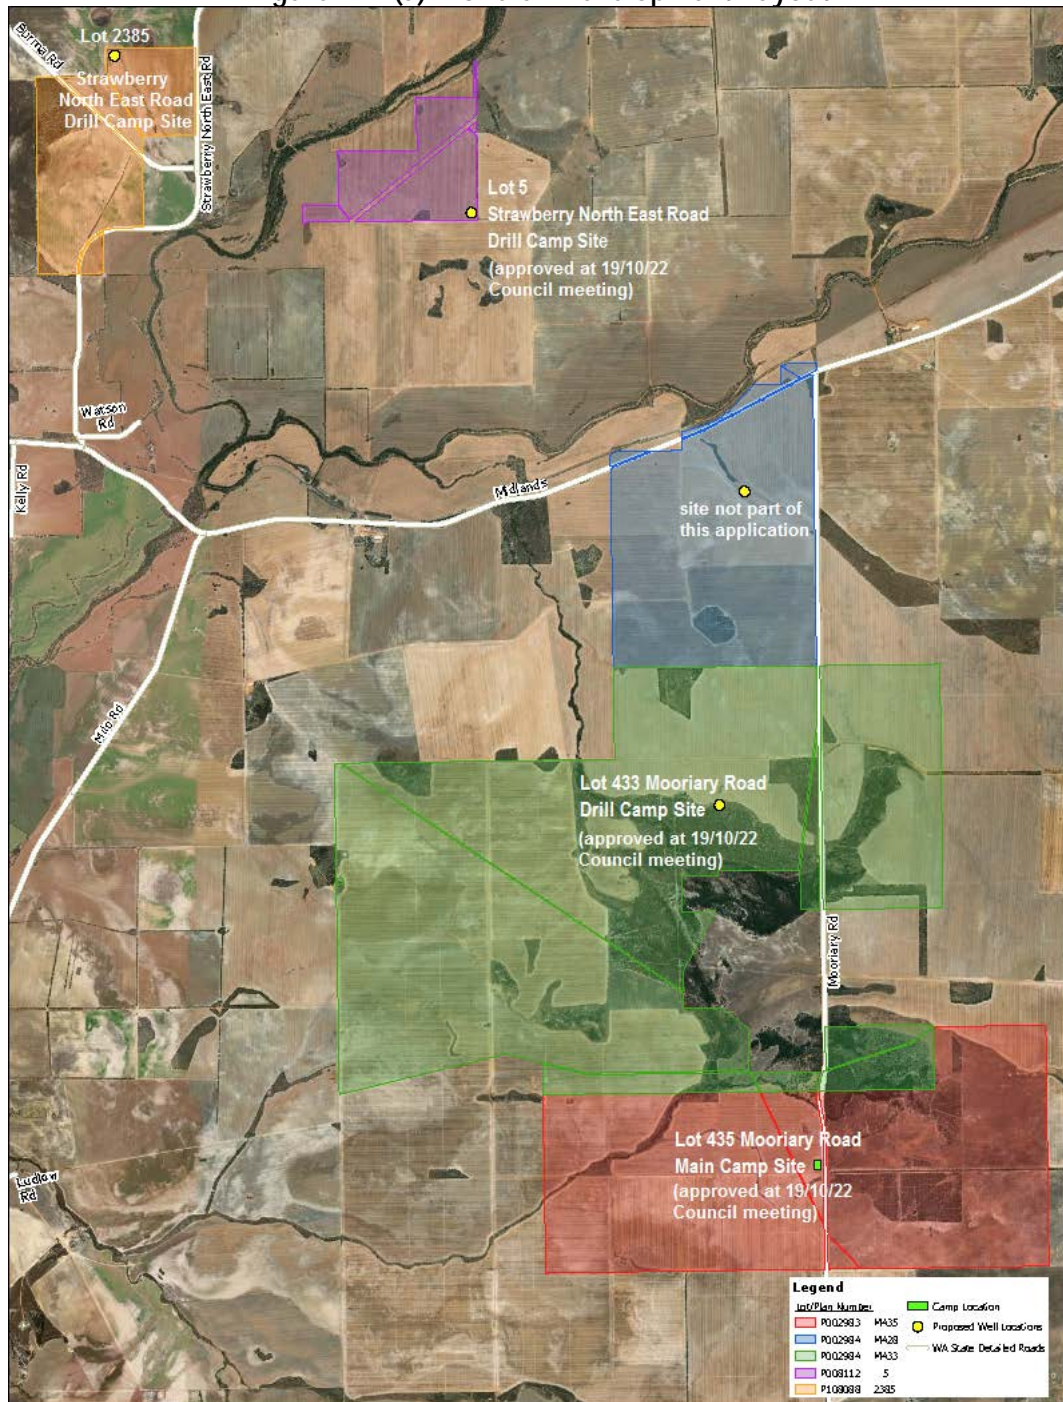 Lot 2385
Burma Rd
Strawberry
North East Road
Drill Camp Site
Strawberry North East Rd
Lot 5
Strawberry North East Road
Drill Camp Site
(approved at 19/10/22
Council meeting)
Watson
Rd
Kelly Rd
Midlands
site not part of
this application
Milo Rd
Lot 433 Mooriary Road
Drill Camp Site
(approved at 19/10/22
Council meeting)
Mooriary Rd
Lot 435 Mooriary Road
Main Camp Site
(approved at 19/10/22
Council meeting)
Ludlow
Rd
Legend
Lot/Plan Number
P002983 M435
P002984 M428
P002984 M433
P008112 5
P108088 2385
Camp Location
Proposed Well Locations
WA State Detailed Roads